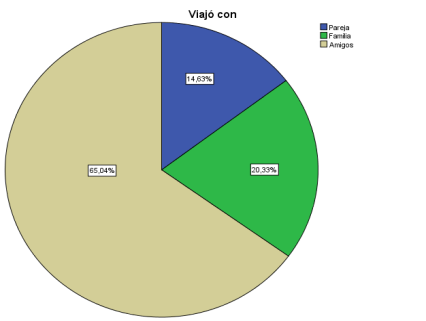 Viajó con
Pareja
Familia
Amigos
14,63%
20,33%
65,04%